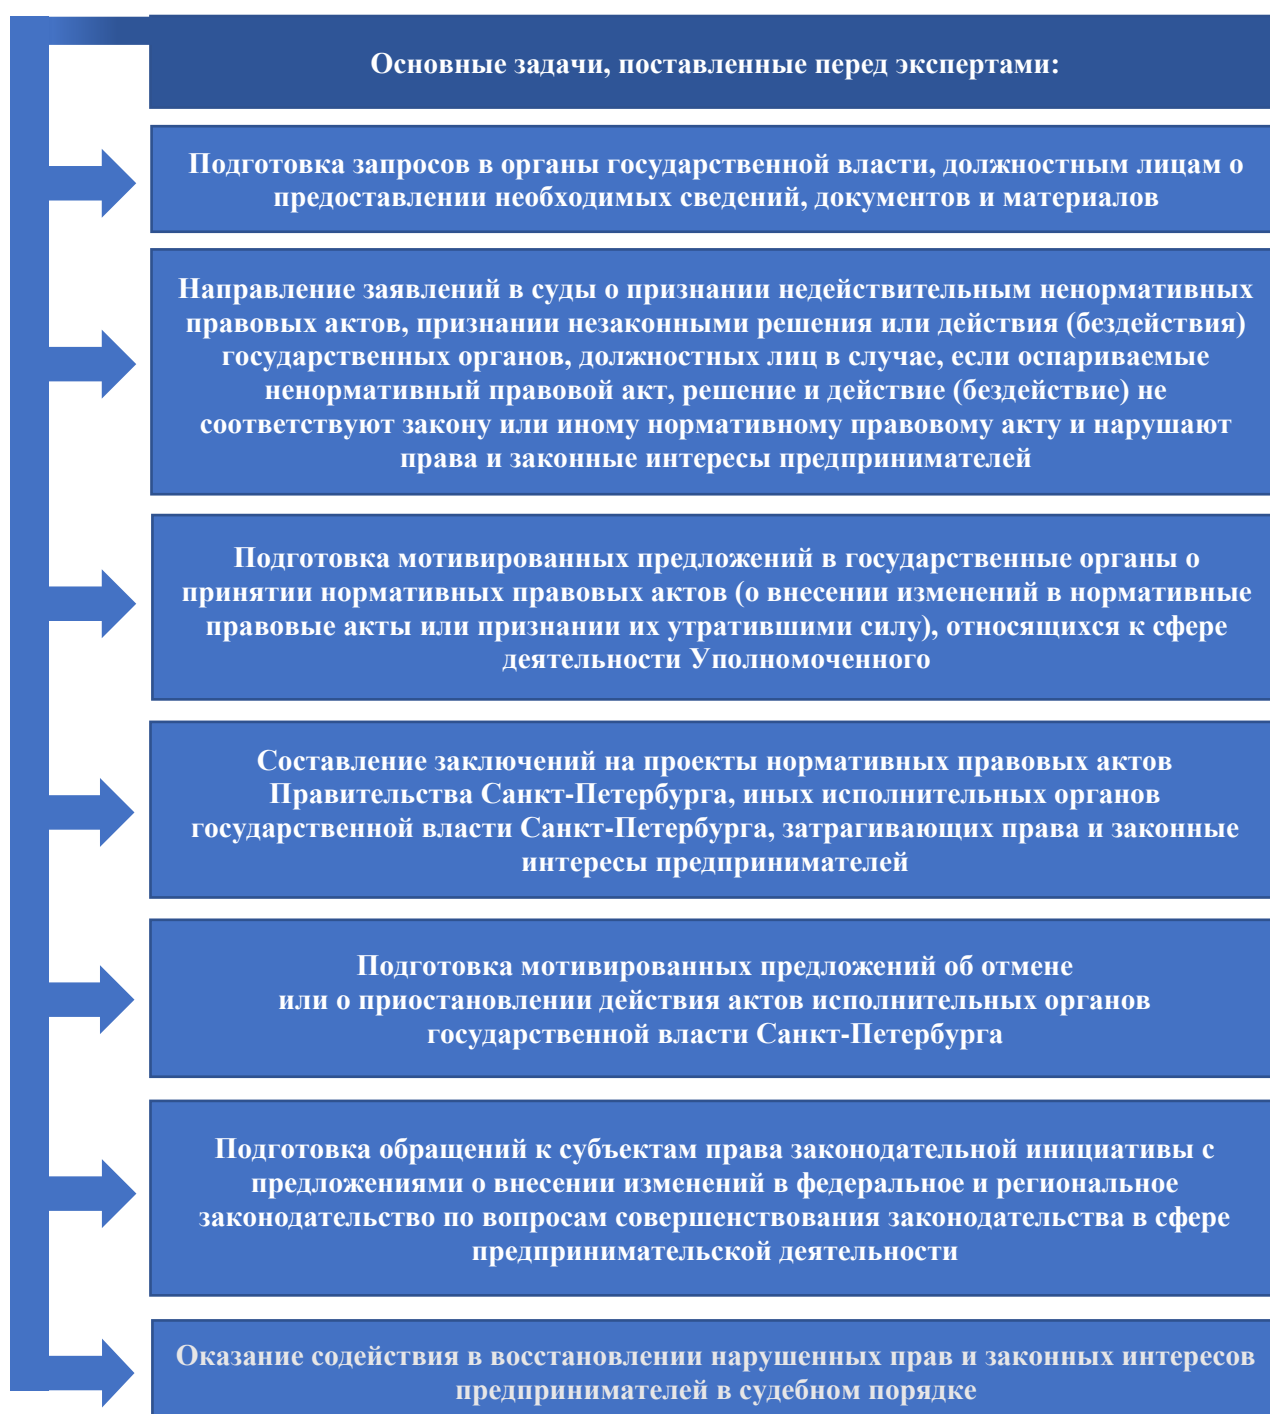 Основные задачи, поставленные перед экспертами:
Подготовка запросов в органы государственной власти, должностным лицам о
предоставлении необходимых сведений, документов и материалов
Направление заявлений в суды о признании недействительным ненормативных
правовых актов, признании незаконными решения или действия (бездействия)
государственных органов, должностных лиц в случае, если оспариваемые
ненормативный правовой акт, решение и действие (бездействие) не
соответствуют закону или иному нормативному правовому акту и нарушают
права и законные интересы предпринимателей
Подготовка мотивированных предложений в государственные органы о
принятии нормативных правовых актов (о внесении изменений в нормативные
правовые акты или признании их утратившими силу), относящихся к сфере
деятельности Уполномоченного
Составление заключений на проекты нормативных правовых актов
Правительства Санкт-Петербурга, иных исполнительных органов
государственной власти Санкт-Петербурга, затрагивающих права и законные
интересы предпринимателей
Подготовка мотивированных предложений об отмене
или о приостановлении действия актов исполнительных органов
государственной власти Санкт-Петербурга
Подготовка обращений к субъектам права законодательной инициативы с
предложениями о внесении изменений в федеральное и региональное
законодательство по вопросам совершенствования законодательства в сфере
предпринимательской деятельности
Оказание содействия в восстановлении нарушенных прав и законных интересов
предпринимателей в судебном порядке